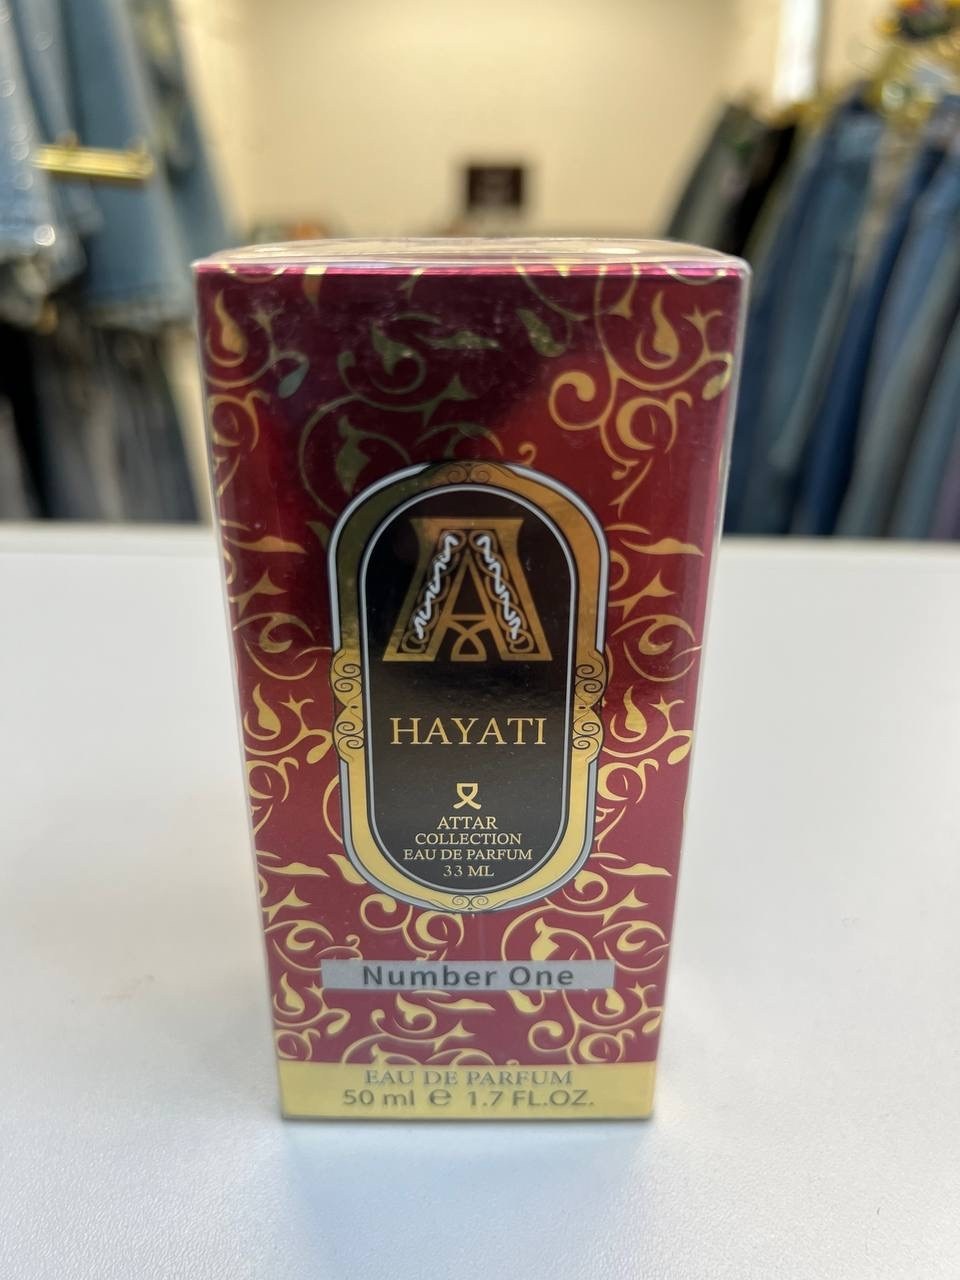 A
HAYATI
ATTAR
COLLECTION
EAU DE PARFUM
33 ML
Number One
EAU DE PARFUM
50 ml e 1.7 FL.OZ.